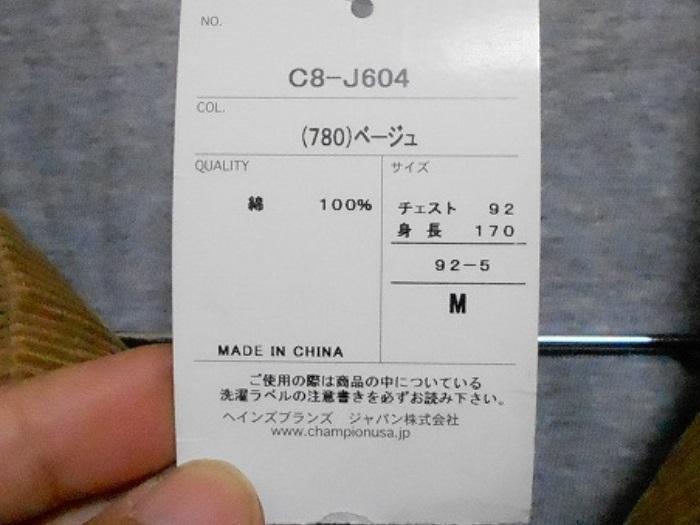 NO.
C8-J604
COL.
(780)ベージュ
QUALITY
綿 100%
MADE IN CHINA
サイズ
チェスト 92
身 長 170
92-5
M
ご使用の際は商品の中についている
洗濯ラベルの注意書きを必ずお読み下さい。
ヘインズブランズ ジャパン株式会社
www.championusa.jp